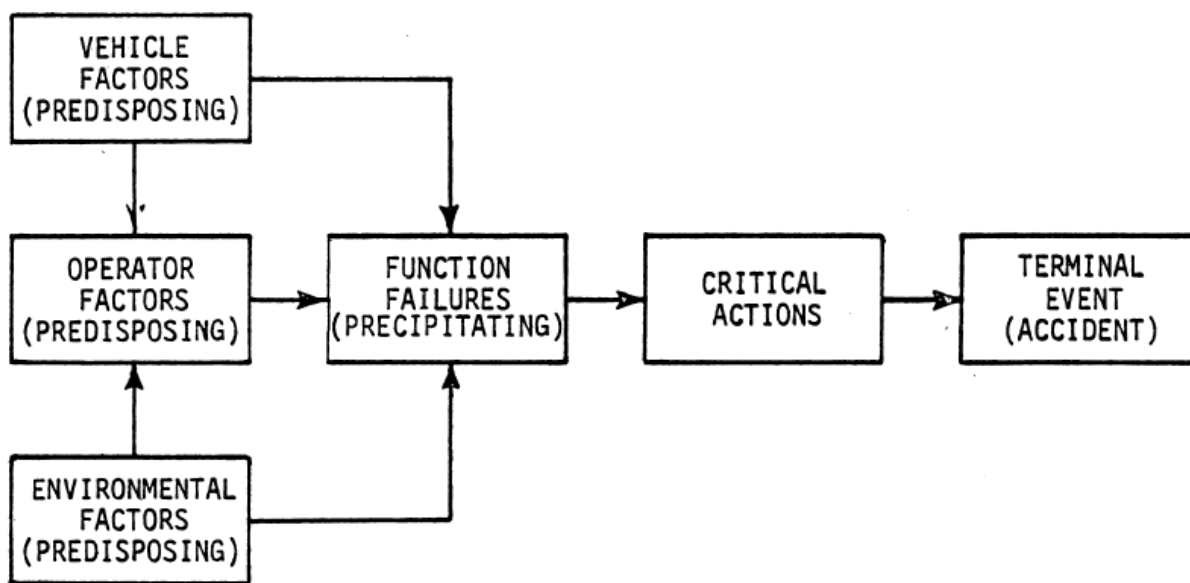 VEHICLE
FACTORS
(PREDISPOSING)
OPERATOR
FACTORS
(PREDISPOSING)
FUNCTION
FAILURES
(PRECIPITATING)
CRITICAL
ACTIONS
TERMINAL
EVENT
(ACCIDENT)
ENVIRONMENTAL
FACTORS
(PREDISPOSING)